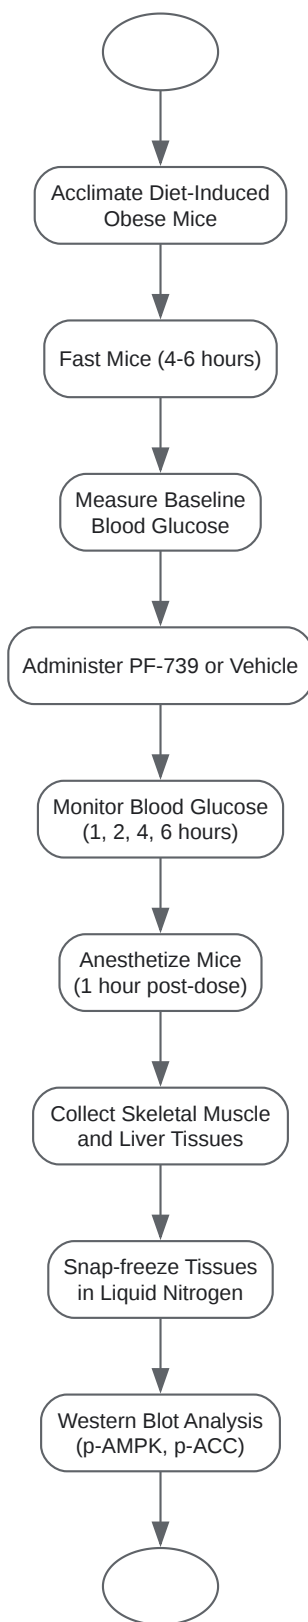 Acclimate Diet-Induced
Obese Mice
Fast Mice (4-6 hours)
Measure Baseline
Blood Glucose
Administer PF-739 or Vehicle
Monitor Blood Glucose
(1, 2, 4, 6 hours)
Anesthetize Mice
(1 hour post-dose)
Collect Skeletal Muscle
and Liver Tissues
Snap-freeze Tissues
in Liquid Nitrogen
Western Blot Analysis
(p-AMPK, p-ACC)